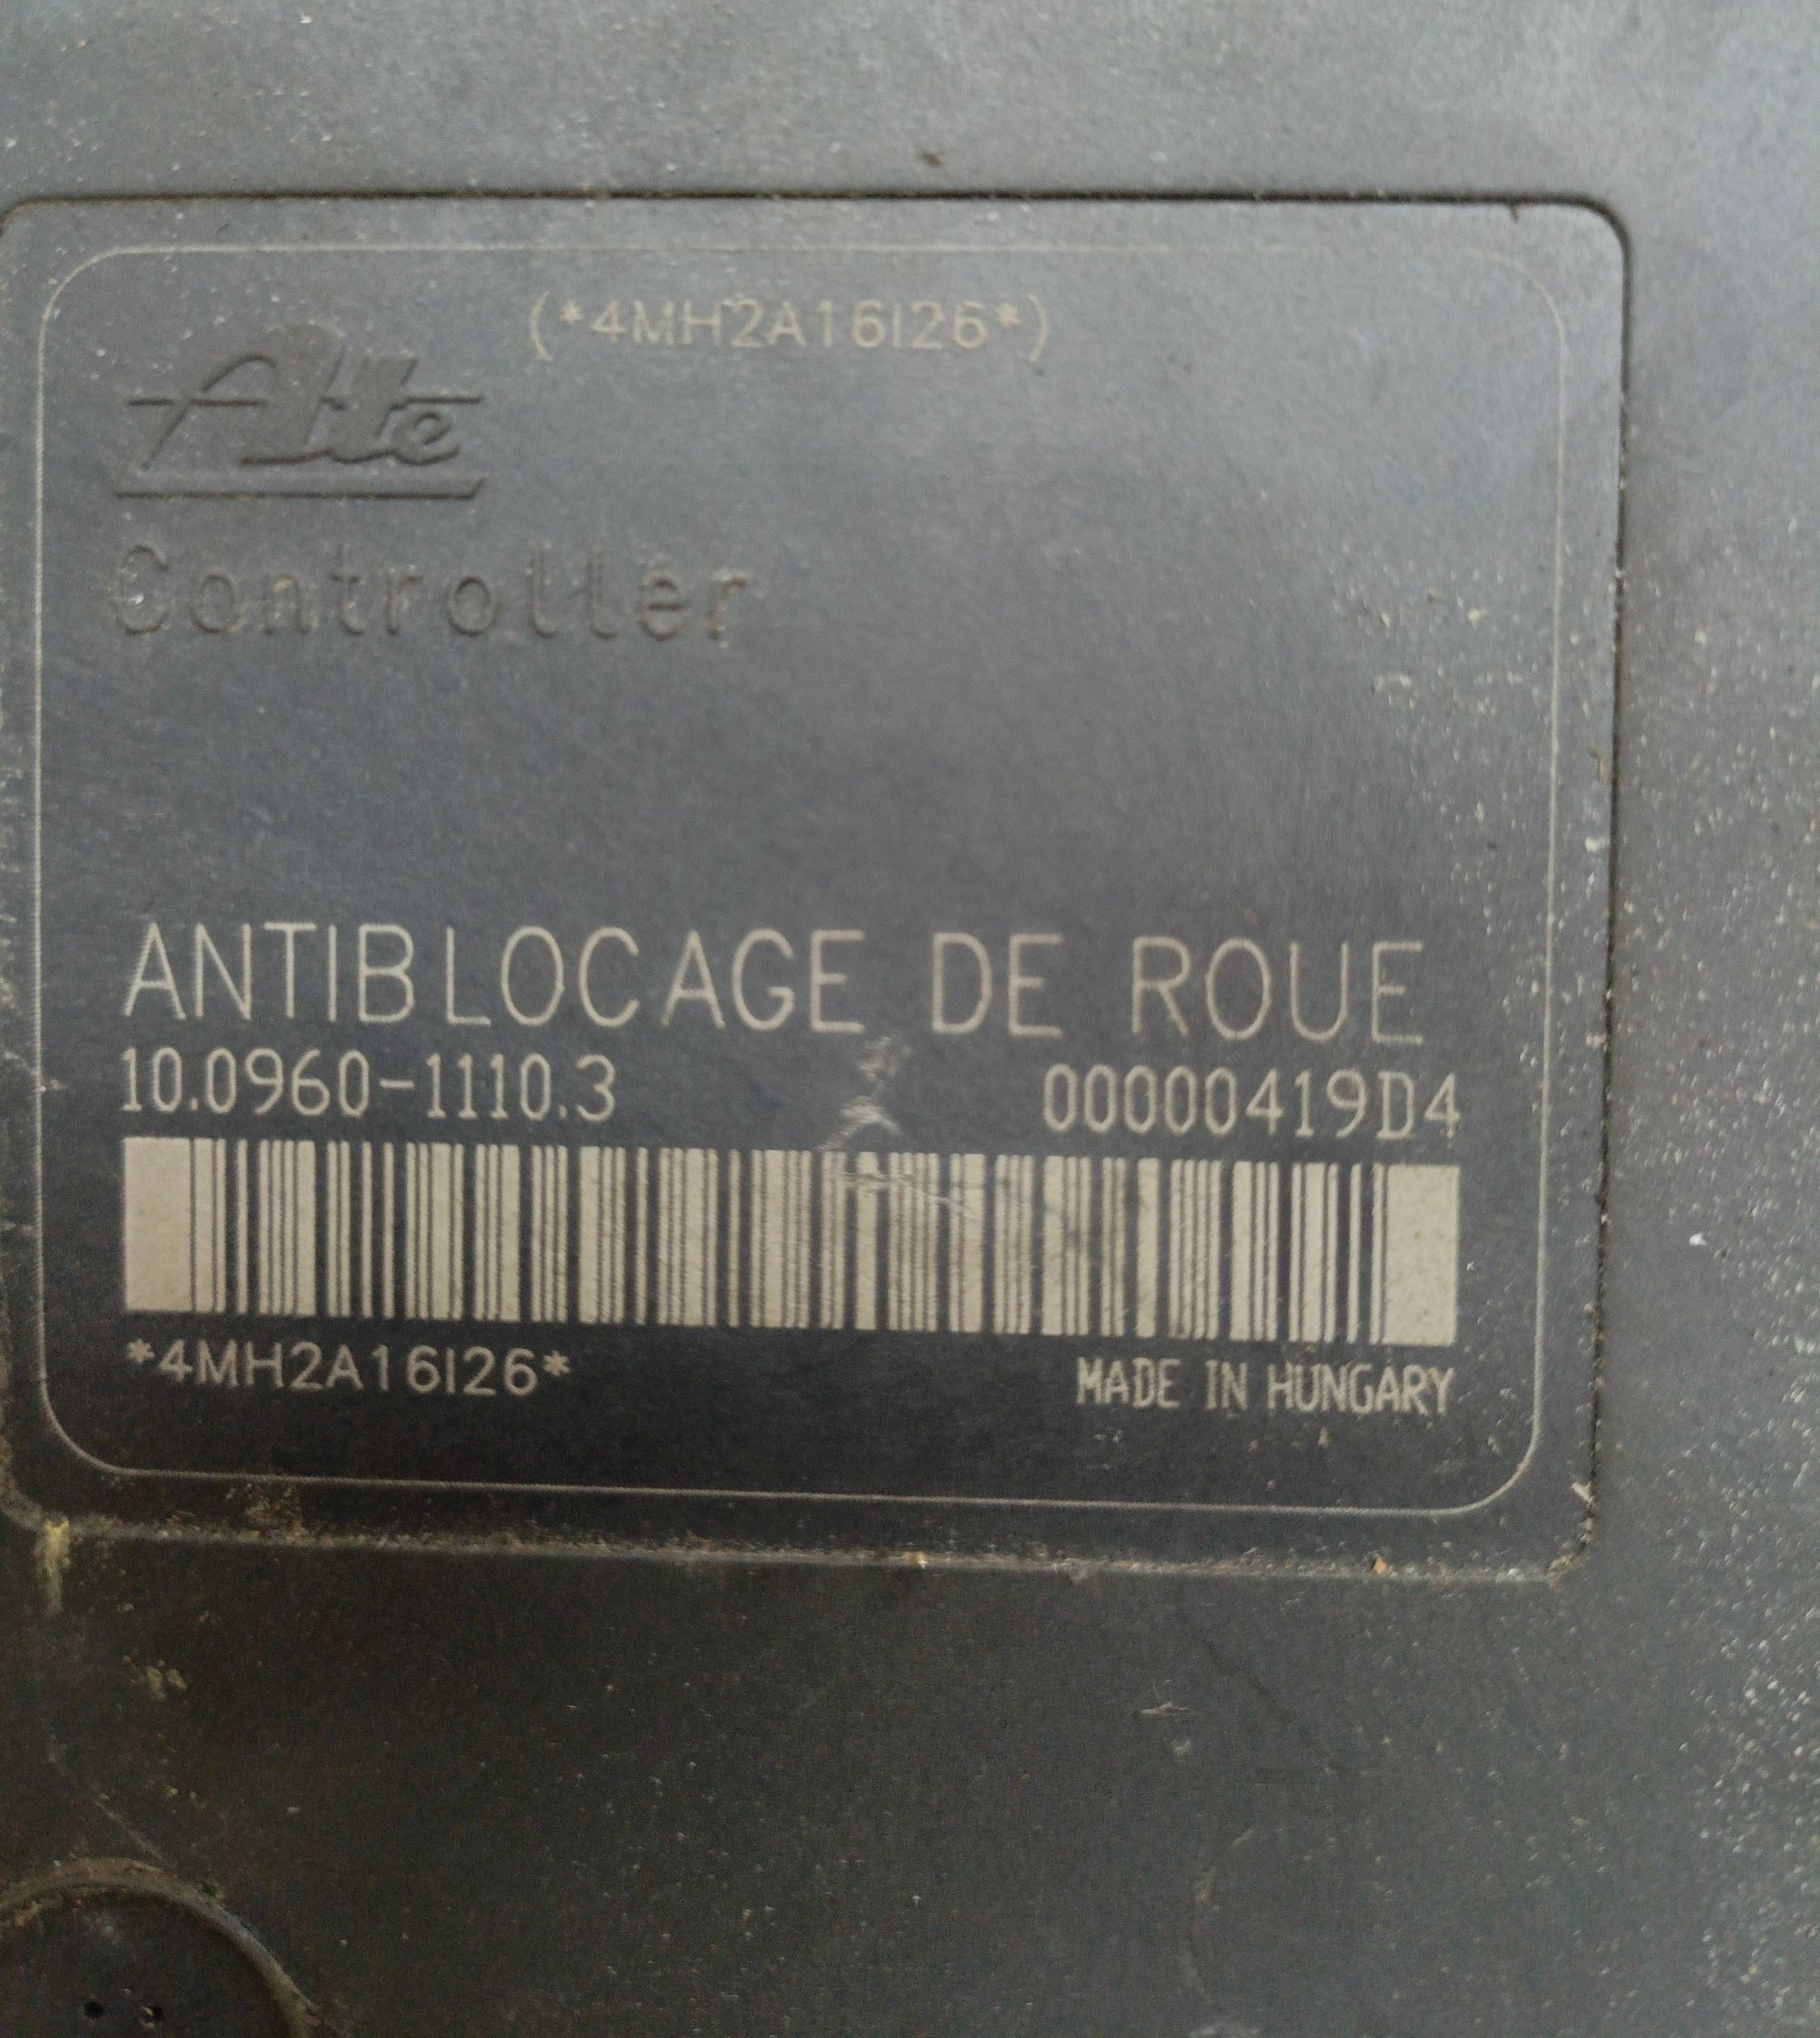 (*4MH2A16I26*)
Ate
Controller
ANTIBLOCAGE DE ROUE
10.0960-1110.3 00000419D4
*4MH2A16I26* MADE IN HUNGARY